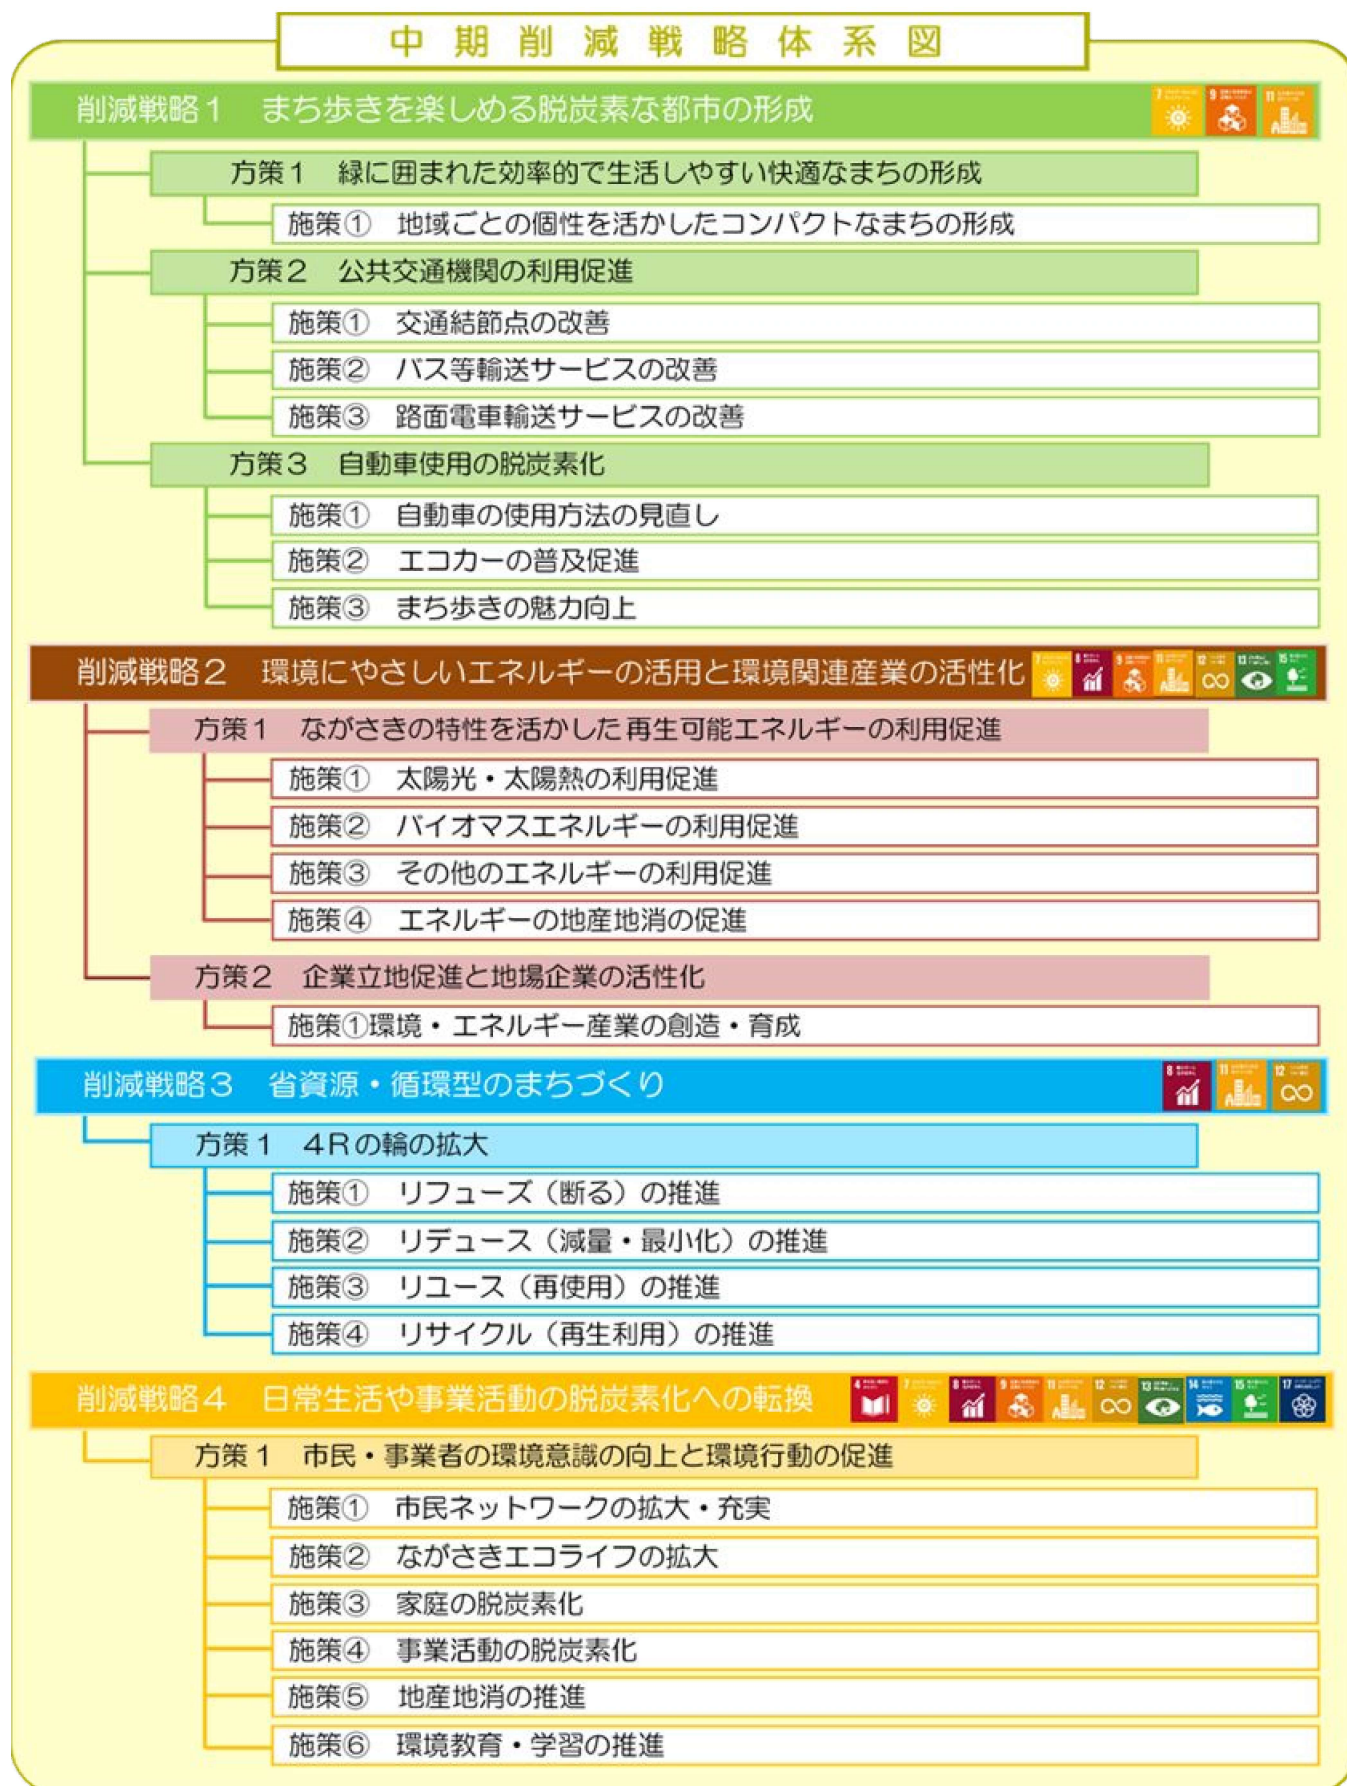 中期削減戦略体系図
削減戦略1　まち歩きを楽しめる脱炭素な都市の形成
7 9 11
方策1　緑に囲まれた効率的で生活しやすい快適なまちの形成
施策①　地域ごとの個性を活かしたコンパクトなまちの形成
方策2　公共交通機関の利用促進
施策①　交通結節点の改善
施策②　バス等輸送サービスの改善
施策③　路面電車輸送サービスの改善
方策3　自動車使用の脱炭素化
施策①　自動車の使用方法の見直し
施策②　エコカーの普及促進
施策③　まち歩きの魅力向上
削減戦略2　環境にやさしいエネルギーの活用と環境関連産業の活性化
7 8 9 11 12 13 15
方策1　ながさきの特性を活かした再生可能エネルギーの利用促進
施策①　太陽光・太陽熱の利用促進
施策②　バイオマスエネルギーの利用促進
施策③　その他のエネルギーの利用促進
施策④　エネルギーの地産地消の促進
方策2　企業立地促進と地場企業の活性化
施策①環境・エネルギー産業の創造・育成
削減戦略3　省資源・循環型のまちづくり
8 11 12
方策1　4Rの輪の拡大
施策①　リフューズ（断る）の推進
施策②　リデュース（減量・最小化）の推進
施策③　リユース（再使用）の推進
施策④　リサイクル（再生利用）の推進
削減戦略4　日常生活や事業活動の脱炭素化への転換
4 7 8 9 11 12 13 14 15 17
方策1　市民・事業者の環境意識の向上と環境行動の促進
施策①　市民ネットワークの拡大・充実
施策②　ながさきエコライフの拡大
施策③　家庭の脱炭素化
施策④　事業活動の脱炭素化
施策⑤　地産地消の推進
施策⑥　環境教育・学習の推進